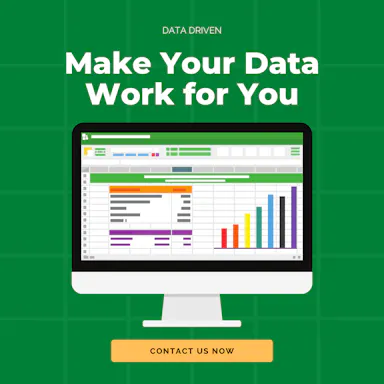 DATA DRIVEN
Make Your Data
Work for You
CONTACT US NOW